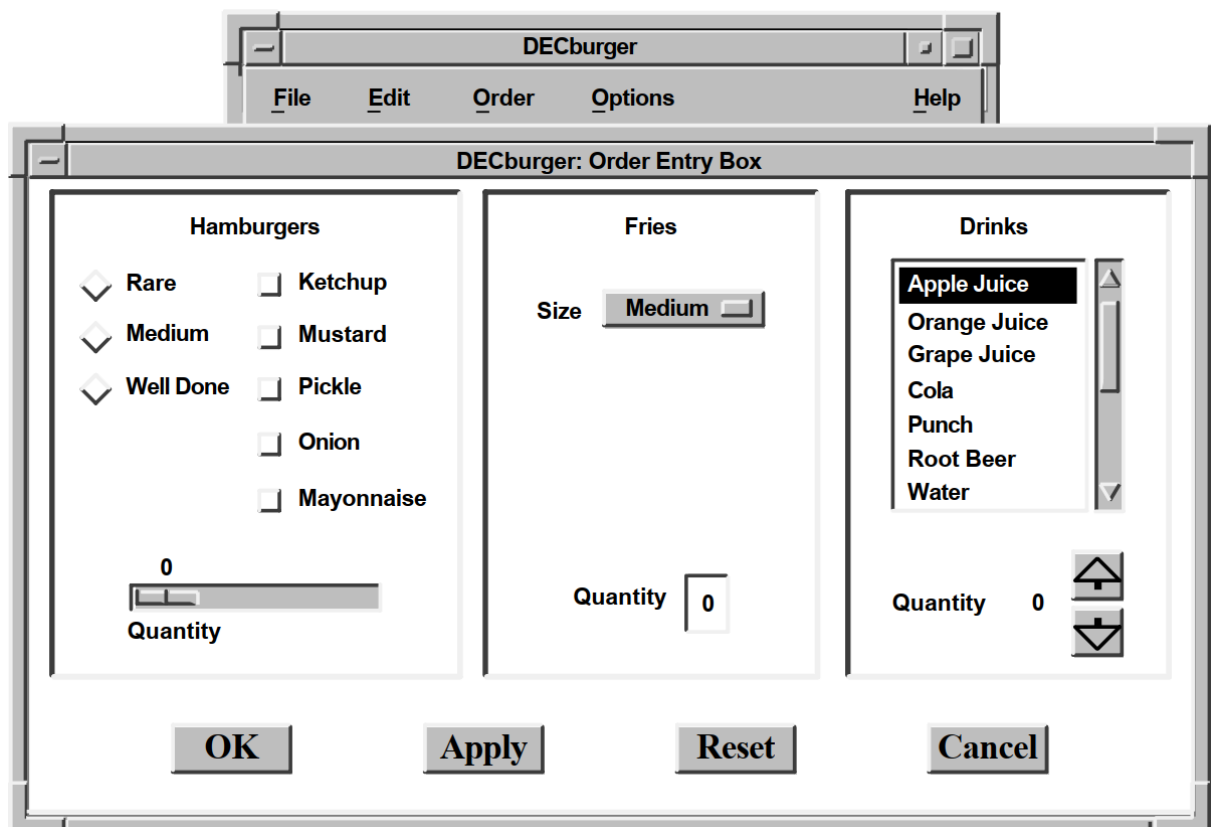 DECburger
File Edit Order Options Help
DECburger: Order Entry Box
Hamburgers
Rare
Medium
Well Done
Ketchup
Mustard
Pickle
Onion
Mayonnaise
0
Quantity
Fries
Size Medium
Quantity 0
Drinks
Apple Juice
Orange Juice
Grape Juice
Cola
Punch
Root Beer
Water
Quantity 0
OK Apply Reset Cancel